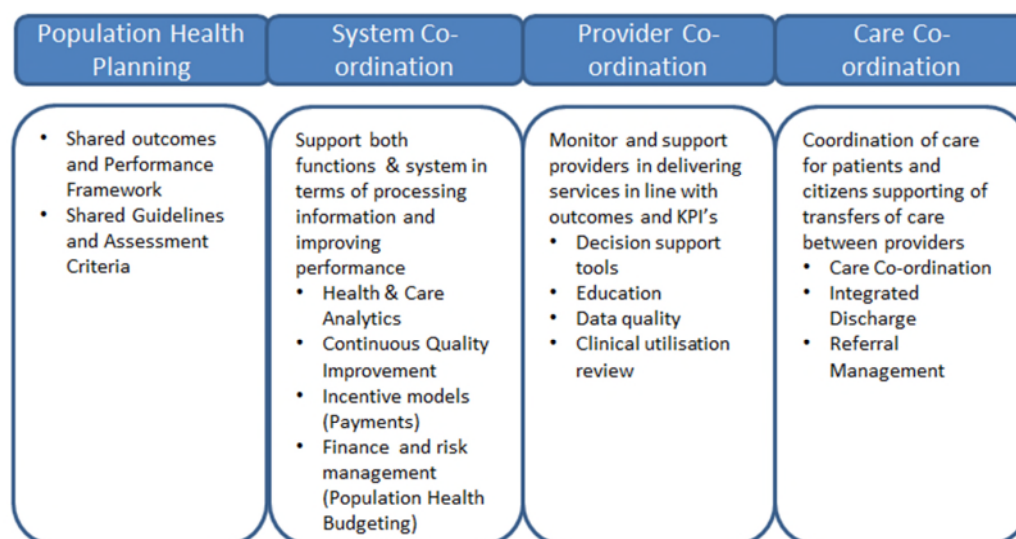 Population Health
Planning
• Shared outcomes
and Performance
Framework
• Shared Guidelines
and Assessment
Criteria
System Co-
ordination
Support both
functions & system in
terms of processing
information and
improving
performance
• Health & Care
Analytics
• Continuous Quality
Improvement
• Incentive models
(Payments)
• Finance and risk
management
(Population Health
Budgeting)
Provider Co-
ordination
Monitor and support
providers in delivering
services in line with
outcomes and KPI's
• Decision support
tools
• Education
• Data quality
• Clinical utilisation
review
Care Co-
ordination
Coordination of care
for patients and
citizens supporting of
transfers of care
between providers
• Care Co-ordination
• Integrated
Discharge
• Referral
Management